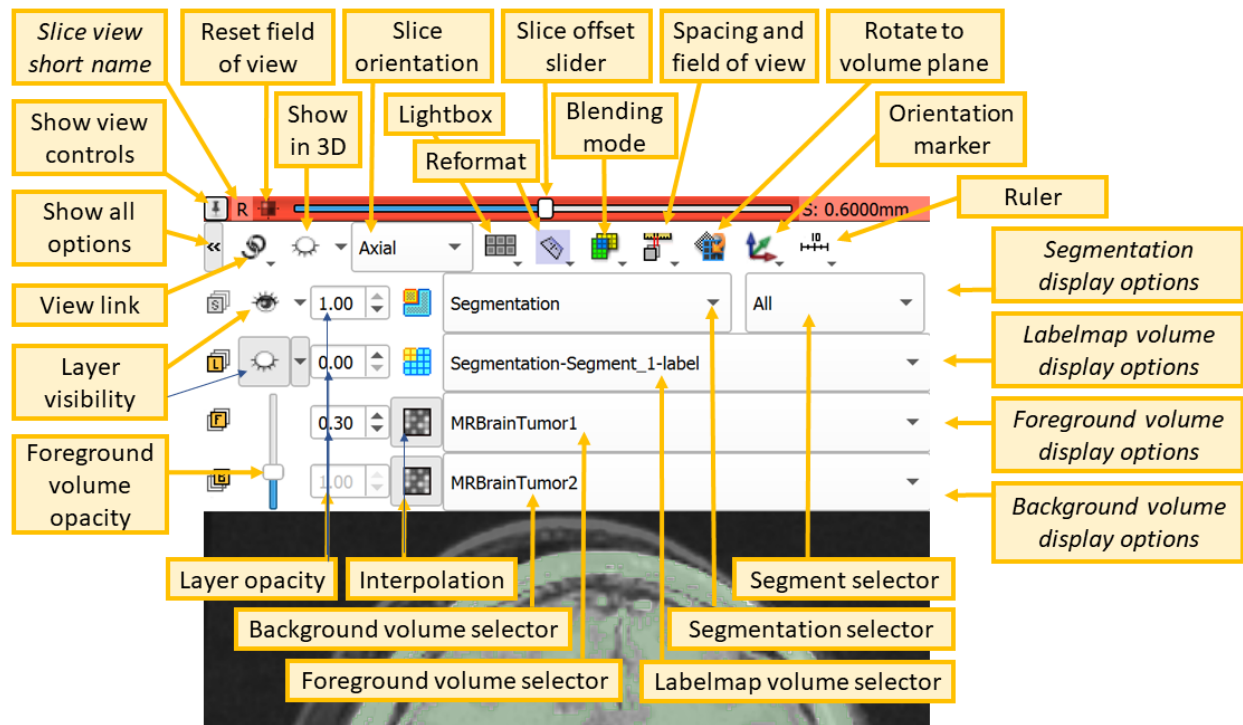 Slice view
short name
Reset field
of view
Slice
orientation
Slice offset
slider
Spacing and
field of view
Rotate to
volume plane
Show view
controls
Show
in 3D
Lightbox
Reformat
Blending
mode
Orientation
marker
Show all
options
Ruler
R
S: 0.6000mm
Axial
10
Segmentation
display options
View link
S
1.00
Segmentation
All
Layer
visibility
L
0.00
Segmentation-Segment_1-label
Labelmap volume
display options
F
0.30
MRBrainTumor1
Foreground volume
display options
Foreground
volume
opacity
B
1.00
MRBrainTumor2
Background volume
display options
Layer opacity
Interpolation
Segment selector
Background volume selector
Segmentation selector
Foreground volume selector
Labelmap volume selector